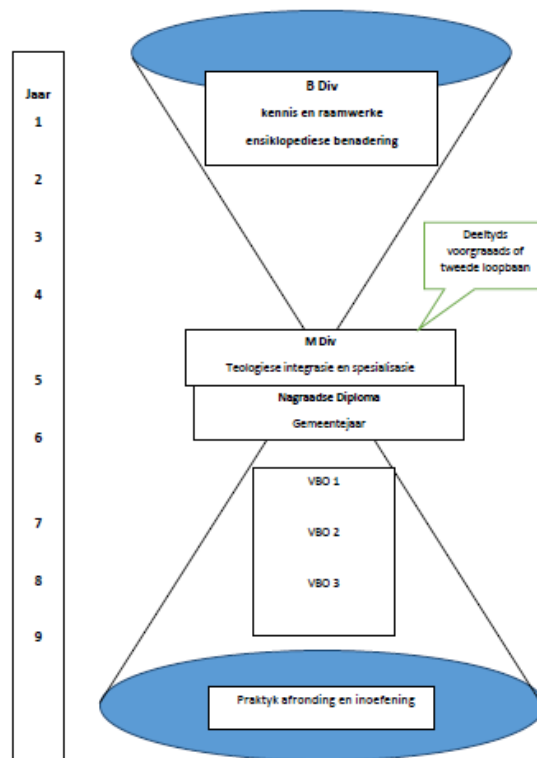 Jaar
1
2
3
4
5
6
7
8
9
B Div
kennis en raamwerke
ensiklopediese benadering
Deeltyds
voorgraaads of
tweede loopbaan
M Div
Teologiese integrasie en spesialisasie
Nagraadse Diploma
Gemeentejaar
VBO 1
VBO 2
VBO 3
Praktyk afronding en inoefening